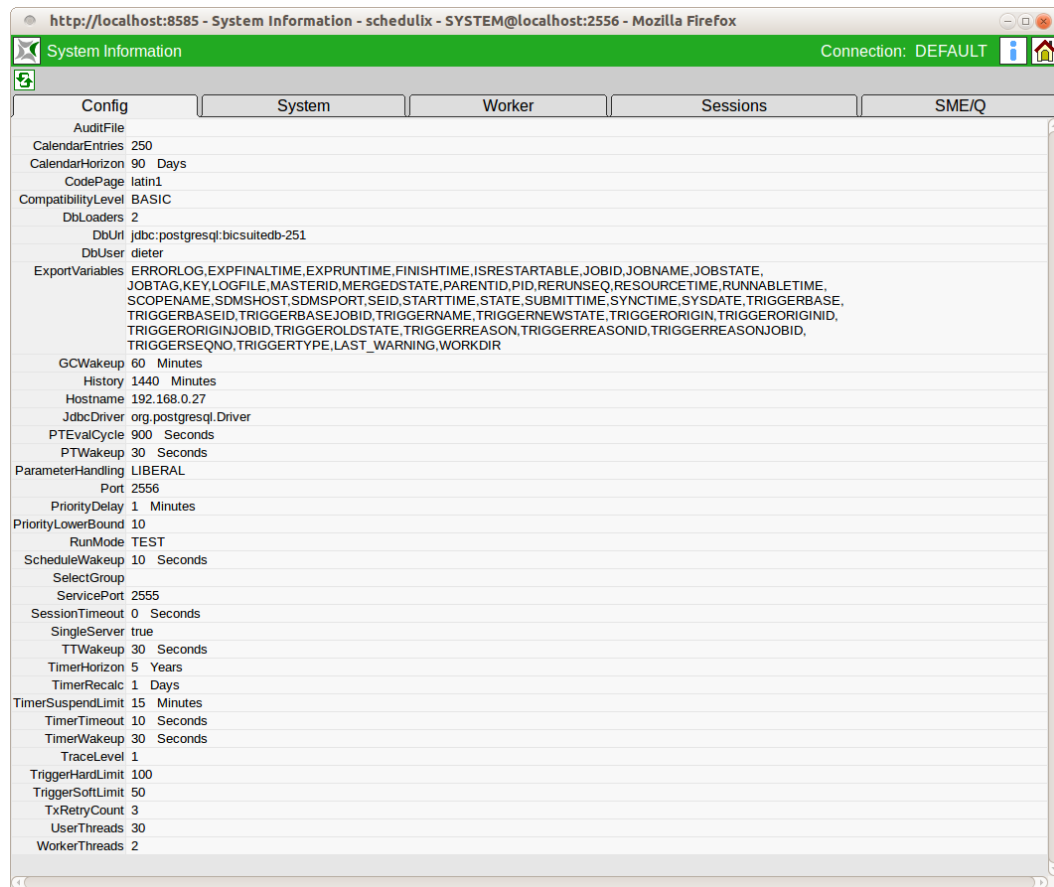 http://localhost:8585 - System Information - schedulix - SYSTEM@localhost:2556 - Mozilla Firefox
System Information Connection: DEFAULT
Config System Worker Sessions SME/Q
AuditFile
CalendarEntries 250
CalendarHorizon 90 Days
CodePage latin1
CompatibilityLevel BASIC
DbLoaders 2
DbUrl jdbc:postgresql:bicsuitedb-251
DbUser dieter
ExportVariables ERRORLOG,EXPFINALTIME,EXPRUNTIME,FINISHTIME,ISRESTARTABLE,JOBID,JOBNAME,JOBSTATE,
JOBTAG,KEY,LOGFILE,MASTERID,MERGEDSTATE,PARENTID,PID,RERUNSEQ,RESOURCETIME,RUNNABLETIME,
SCOPENAME,SDMSHOST,SDMSPORT,SEID,STARTTIME,STATE,SUBMITTIME,SYNCTIME,SYSDATE,TRIGGERBASE,
TRIGGERBASEID,TRIGGERBASEJOBID,TRIGGERNAME,TRIGGERNEWSTATE,TRIGGERORIGIN,TRIGGERORIGINID,
TRIGGERORIGINJOBID,TRIGGEROLDSTATE,TRIGGERREASON,TRIGGERREASONID,TRIGGERREASONJOBID,
TRIGGERSEQNO,TRIGGERTYPE,LAST_WARNING,WORKDIR
GCWakeup 60 Minutes
History 1440 Minutes
Hostname 192.168.0.27
JdbcDriver org.postgresql.Driver
PTEvalCycle 900 Seconds
PTWakeup 30 Seconds
ParameterHandling LIBERAL
Port 2556
PriorityDelay 1 Minutes
PriorityLowerBound 10
RunMode TEST
ScheduleWakeup 10 Seconds
SelectGroup
ServicePort 2555
SessionTimeout 0 Seconds
SingleServer true
TTWakeup 30 Seconds
TimerHorizon 5 Years
TimerRecalc 1 Days
TimerSuspendLimit 15 Minutes
TimerTimeout 10 Seconds
TimerWakeup 30 Seconds
TraceLevel 1
TriggerHardLimit 100
TriggerSoftLimit 50
TxRetryCount 3
UserThreads 30
WorkerThreads 2